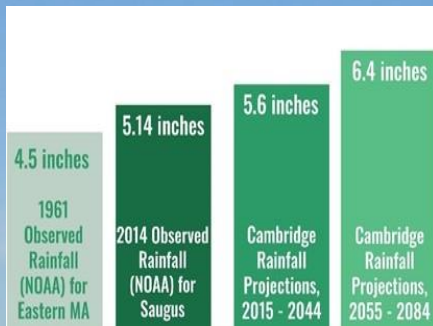 4.5 inches
1961
Observed
Rainfall
(NOAA) for
Eastern MA
5.14 inches
2014 Observed
Rainfall
(NOAA) for
Saugus
5.6 inches
Cambridge
Rainfall
Projections,
2015 - 2044
6.4 inches
Cambridge
Rainfall
Projections,
2055 - 2084